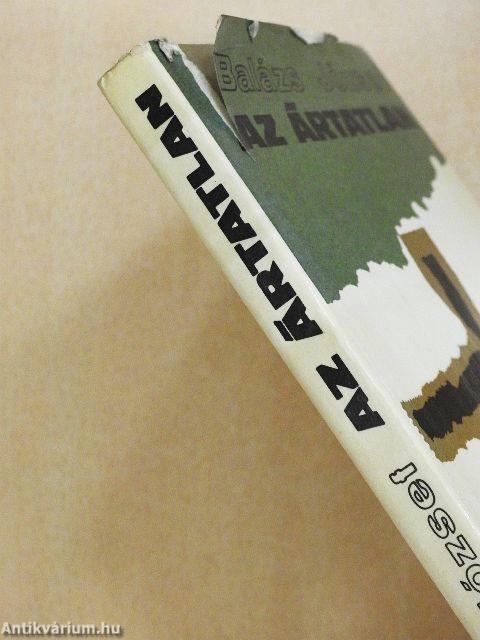 Balázs
AZ ÁRTATLAN
AZ ÁRTATLAN
József
Antikvárium.hu